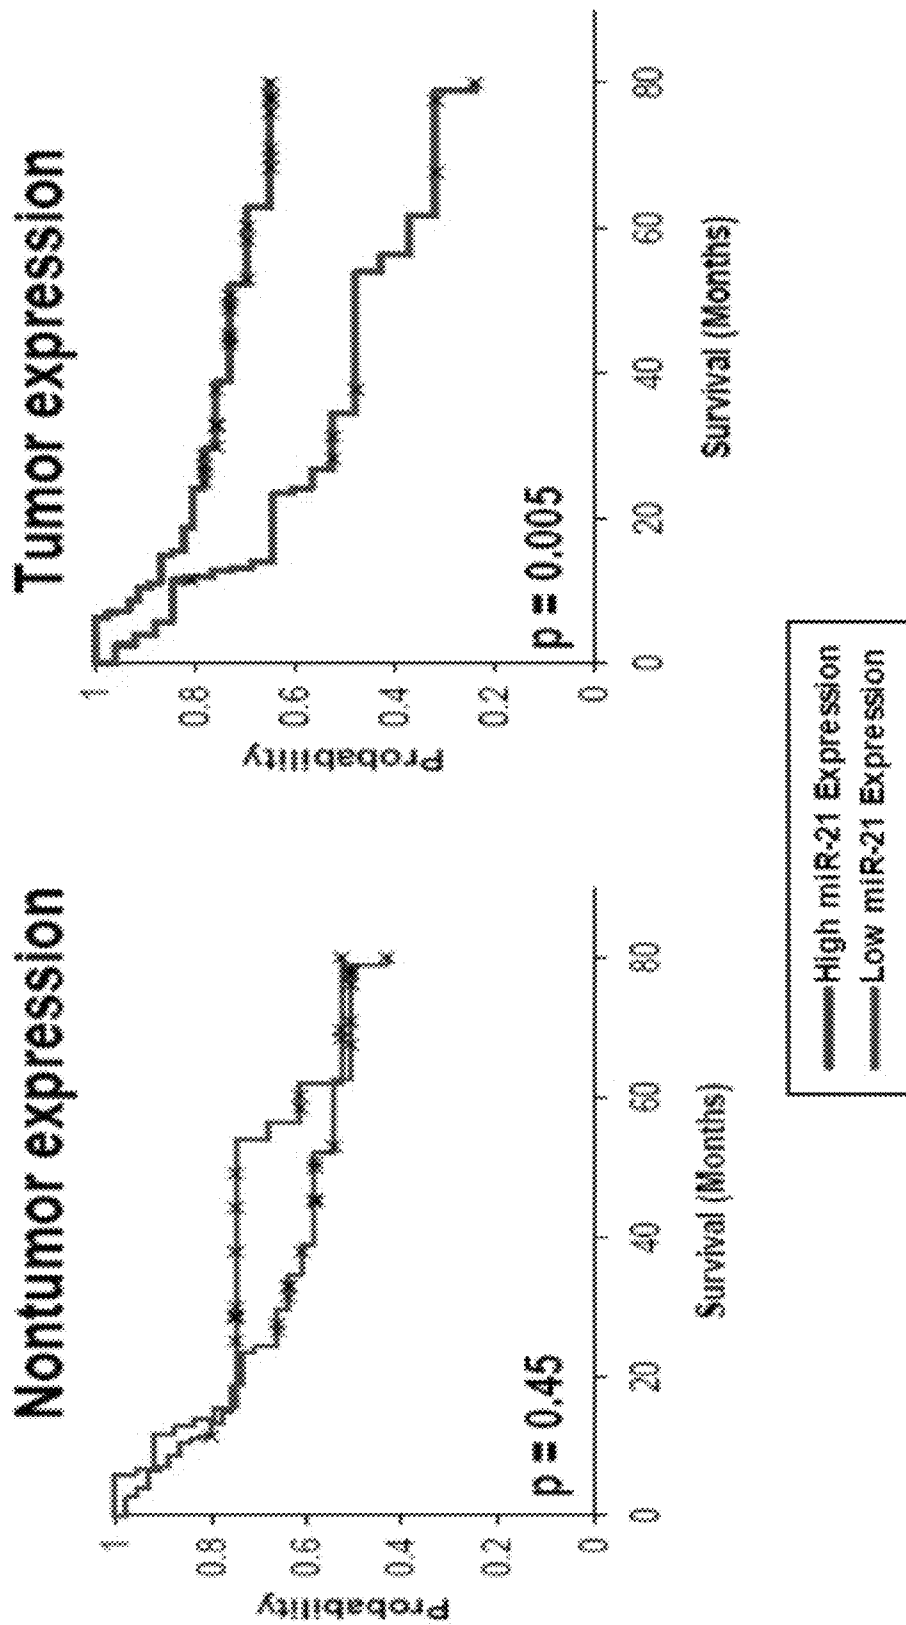 Nontumor expression
Probability
1
0.8
0.6
0.4
0.2
0
p = 0.45
0
20
40
60
80
Survival (Months)
Tumor expression
Probability
1
0.8
0.6
0.4
0.2
0
p = 0.005
0
20
40
60
80
Survival (Months)
High miR-21 Expression
Low miR-21 Expression